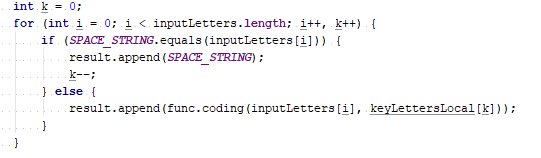 int k = 0;
for (int i = 0; i < inputLetters.length; i++, k++) {
    if (SPACE_STRING.equals(inputLetters[i])) {
        result.append(SPACE_STRING);
        k--;
    } else {
        result.append(func.coding(inputLetters[i], keyLettersLocal[k]));
    }
}